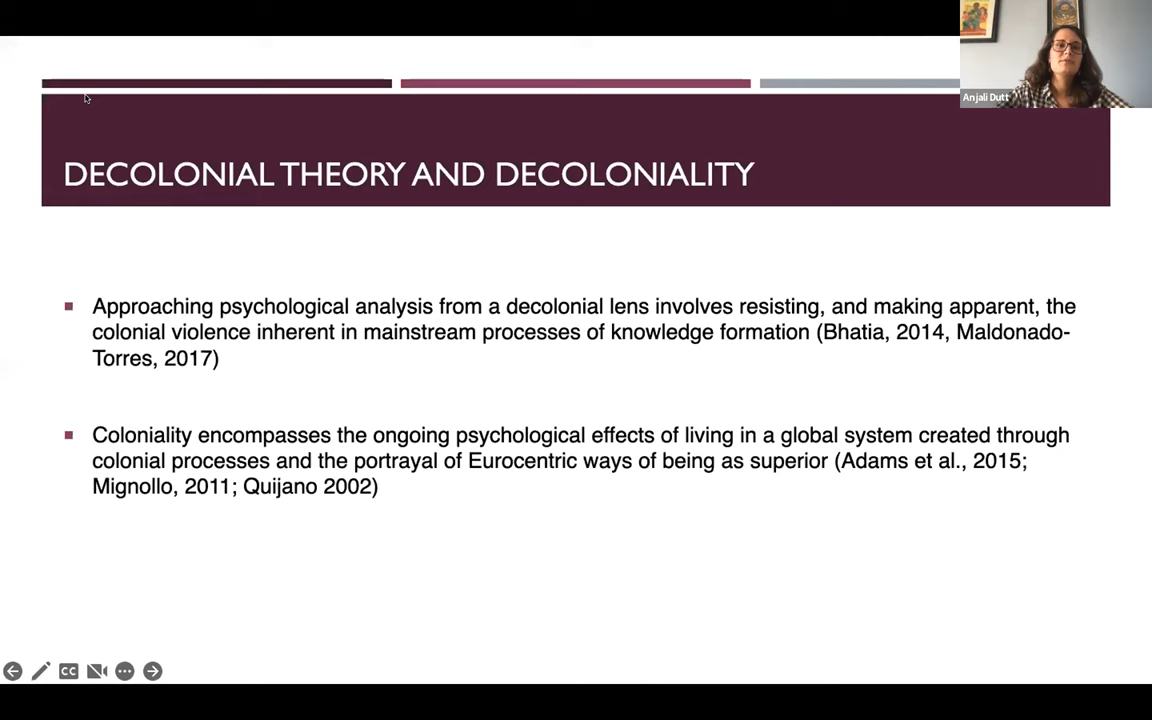 Anjali Dutt
DECOLONIAL THEORY AND DECOLONIALITY
Approaching psychological analysis from a decolonial lens involves resisting, and making apparent, the
colonial violence inherent in mainstream processes of knowledge formation (Bhatia, 2014, Maldonado-
Torres, 2017)
Coloniality encompasses the ongoing psychological effects of living in a global system created through
colonial processes and the portrayal of Eurocentric ways of being as superior (Adams et al., 2015;
Mignollo, 2011; Quijano 2002)
CC